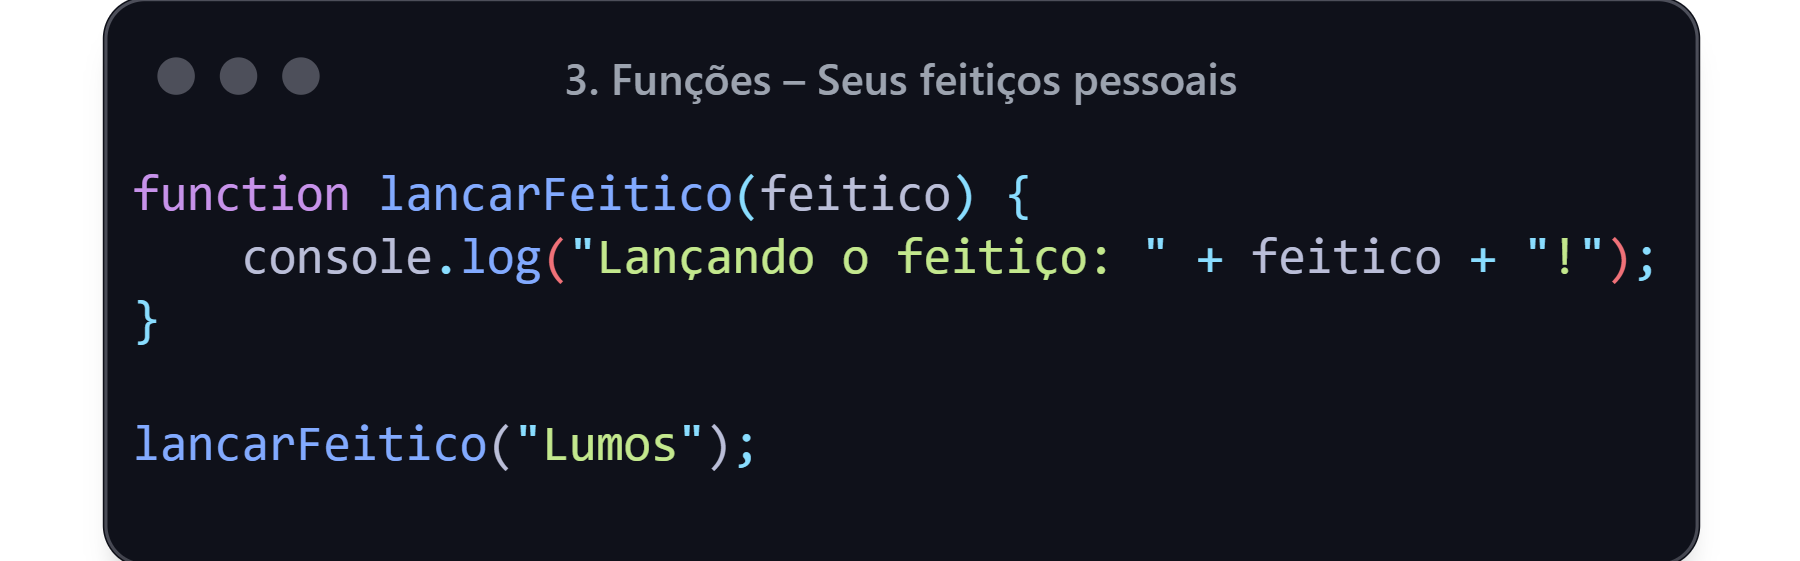 3. Funções – Seus feitiços pessoais
function lancarFeitico(feitico) {
    console.log("Lançando o feitiço: " + feitico + "!");
}
lancarFeitico("Lumos");